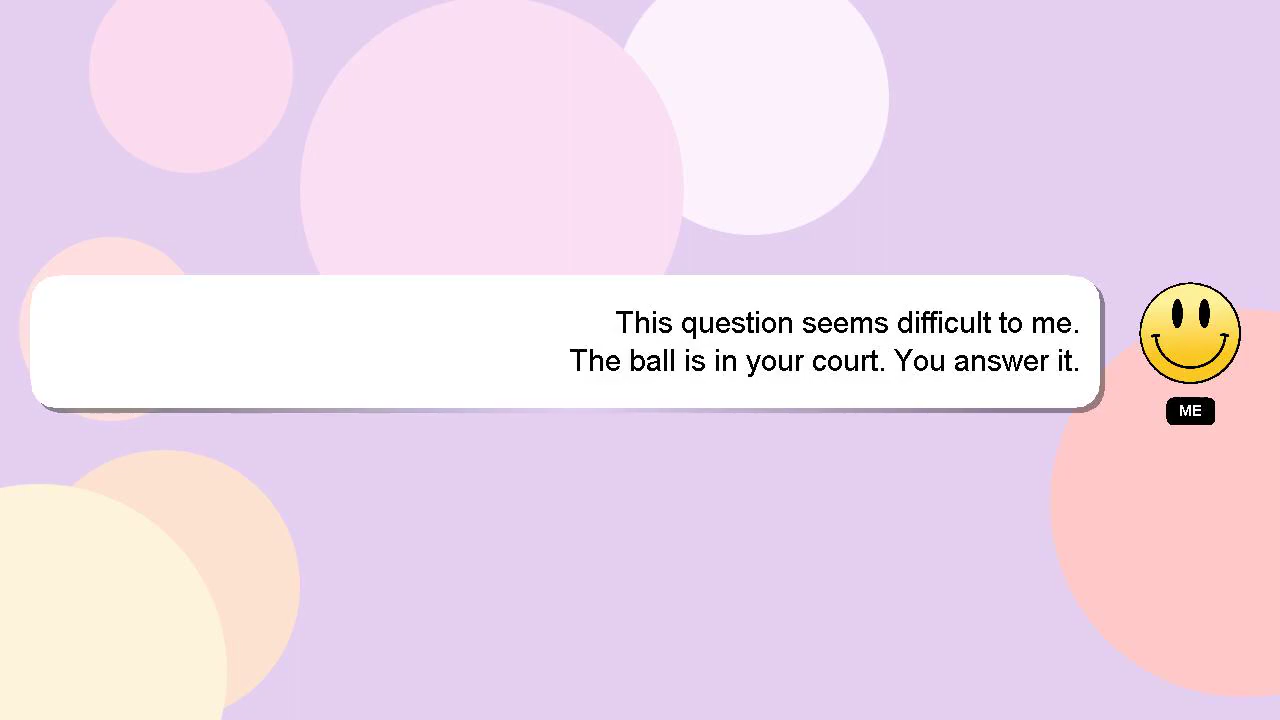 This question seems difficult to me.
The ball is in your court. You answer it.
ME